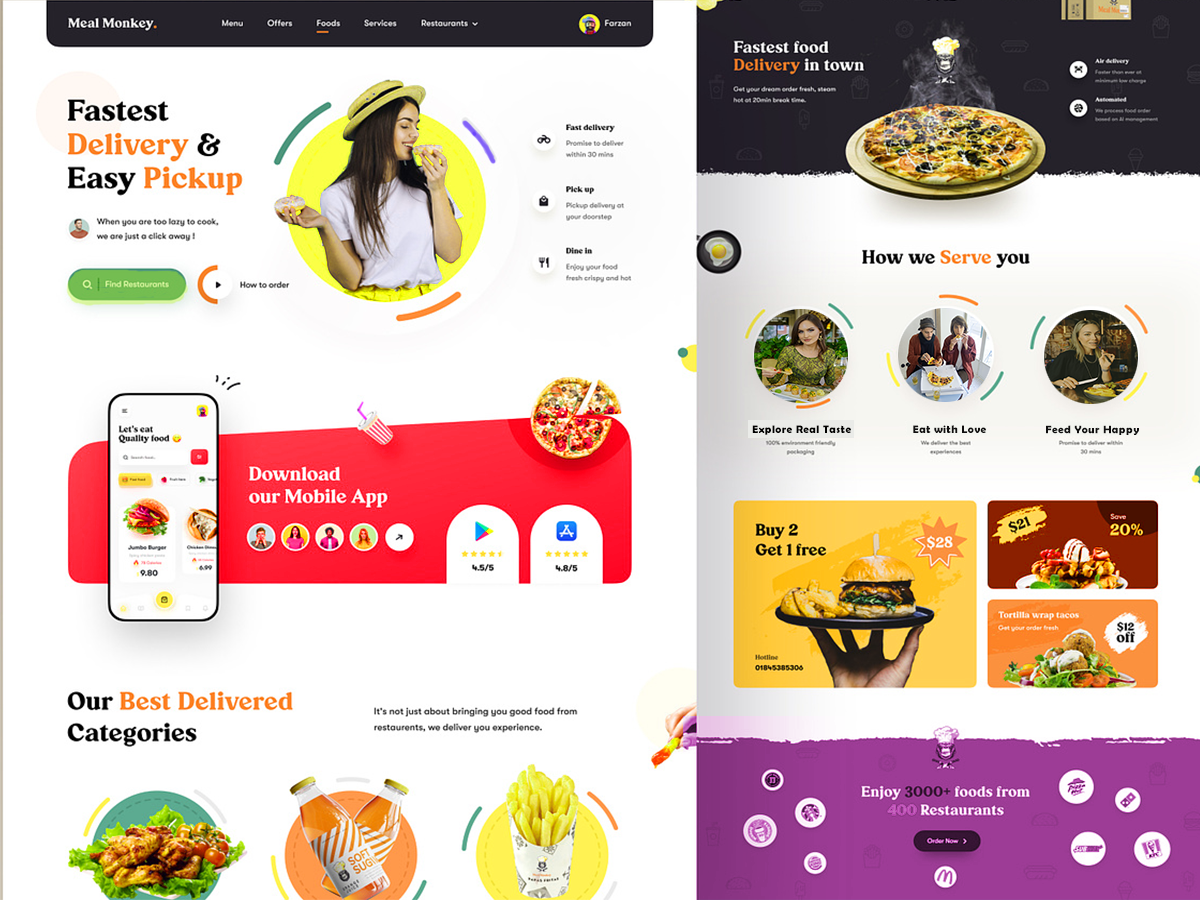 Meal Monkey.
Menu
Offers
Foods
Services
Restaurants
Farzan
Fastest
Delivery &
Easy Pickup
When you are too lazy to cook,
we are just a click away !
Find Restaurants
How to order
Fast delivery
Promise to deliver
within 30 mins
Pick up
Pickup delivery at
your doorstep
Dine in
Enjoy your food
fresh crispy and hot
Let's eat
Quality food
Search food..
Fast food
Fruit item
Jumbo Burger
9.80
6.99
Download
our Mobile App
4.5/5
4.8/5
Our Best Delivered
Categories
It's not just about bringing you good food from
restaurents, we deliver you experience.
SOFT
Fastest food
Delivery in town
Get your dream order fresh, steam
hot at 20min break time.
Air delivery
Faster than ever at
minimum low charge
Automated
We process food order
based on AI management
How we Serve you
Explore Real Taste
100% environment friendly
packaging
Eat with Love
We deliver the best
experiences
Feed Your Happy
Promise to deliver within
30 mins
Buy 2
Get 1 free
$28
Hotline
01845385306
$21
Save
20%
Tortilla wrap tacos
Get your order fresh
$12
off
Enjoy 3000+ foods from
400 Restaurants
Order Now
KFC